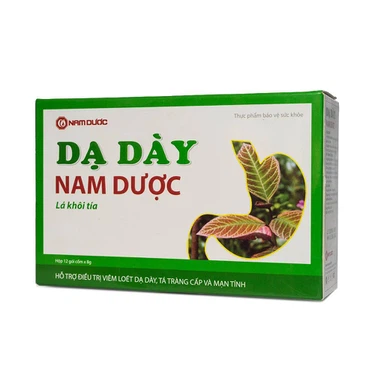 NAM DƯỢC
Thực phẩm bảo vệ sức khỏe
DẠ DÀY
NAM DƯỢC
Lá khôi tía
Hộp 12 gói cốm x 8g
HỖ TRỢ ĐIỀU TRỊ VIÊM LOÉT DẠ DÀY, TÁ TRÀNG CẤP VÀ MẠN TÍNH